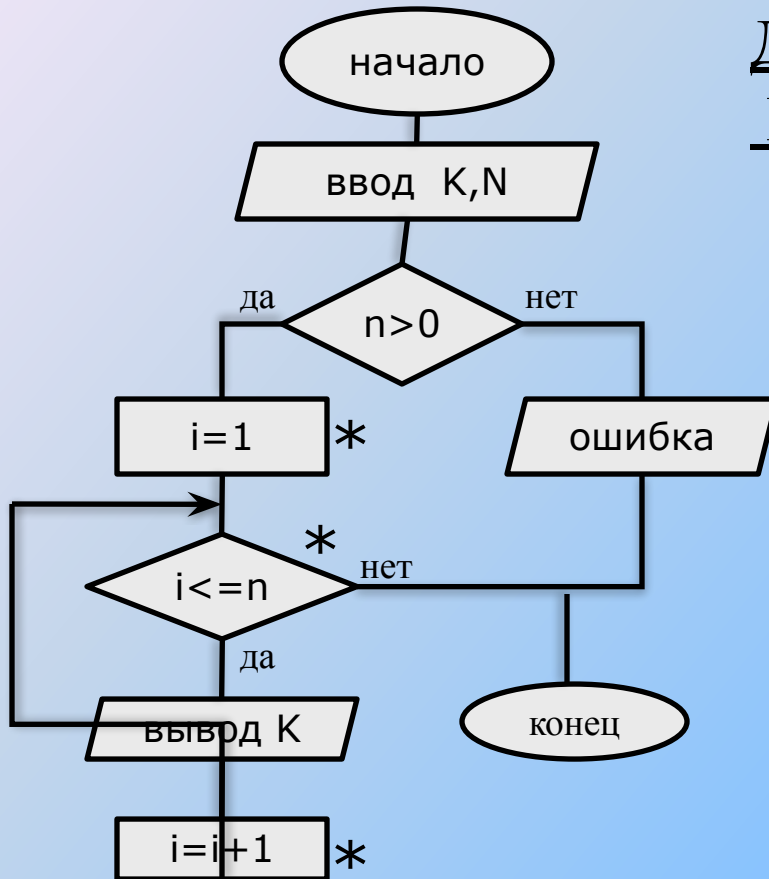 начало
ввод K,N
да
нет
n>0
i=1
*
ошибка
*
i<=n
нет
да
вывод K
конец
i=i+1
*